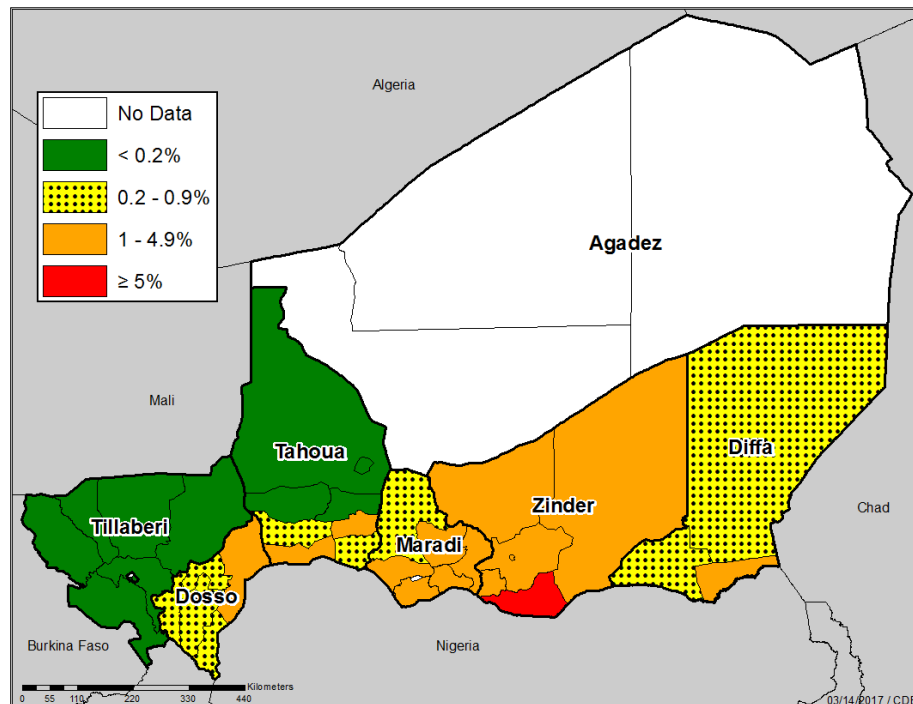 Algeria
No Data
< 0.2%
0.2 - 0.9%
1 - 4.9%
≥ 5%
Agadez
Mali
Tahoua
Diffa
Zinder
Chad
Tillaberi
Maradi
Dosso
Burkina Faso
Nigeria
Kilometers
0 55 110 220 330 440
03/14/2017 /